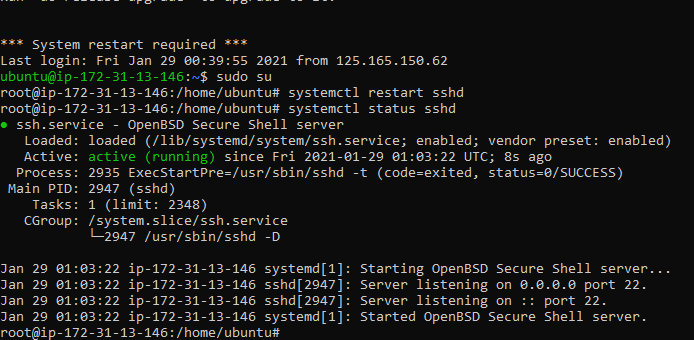 *** System restart required ***
Last login: Fri Jan 29 00:39:55 2021 from 125.165.150.62
ubuntu@ip-172-31-13-146:~$ sudo su
root@ip-172-31-13-146:/home/ubuntu# systemctl restart sshd
root@ip-172-31-13-146:/home/ubuntu# systemctl status sshd
● ssh.service - OpenBSD Secure Shell server
   Loaded: loaded (/lib/systemd/system/ssh.service; enabled; vendor preset: enabled)
   Active: active (running) since Fri 2021-01-29 01:03:22 UTC; 8s ago
  Process: 2935 ExecStartPre=/usr/sbin/sshd -t (code=exited, status=0/SUCCESS)
 Main PID: 2947 (sshd)
    Tasks: 1 (limit: 2348)
   CGroup: /system.slice/ssh.service
           └─2947 /usr/sbin/sshd -D
Jan 29 01:03:22 ip-172-31-13-146 systemd[1]: Starting OpenBSD Secure Shell server...
Jan 29 01:03:22 ip-172-31-13-146 sshd[2947]: Server listening on 0.0.0.0 port 22.
Jan 29 01:03:22 ip-172-31-13-146 sshd[2947]: Server listening on :: port 22.
Jan 29 01:03:22 ip-172-31-13-146 systemd[1]: Started OpenBSD Secure Shell server.
root@ip-172-31-13-146:/home/ubuntu#